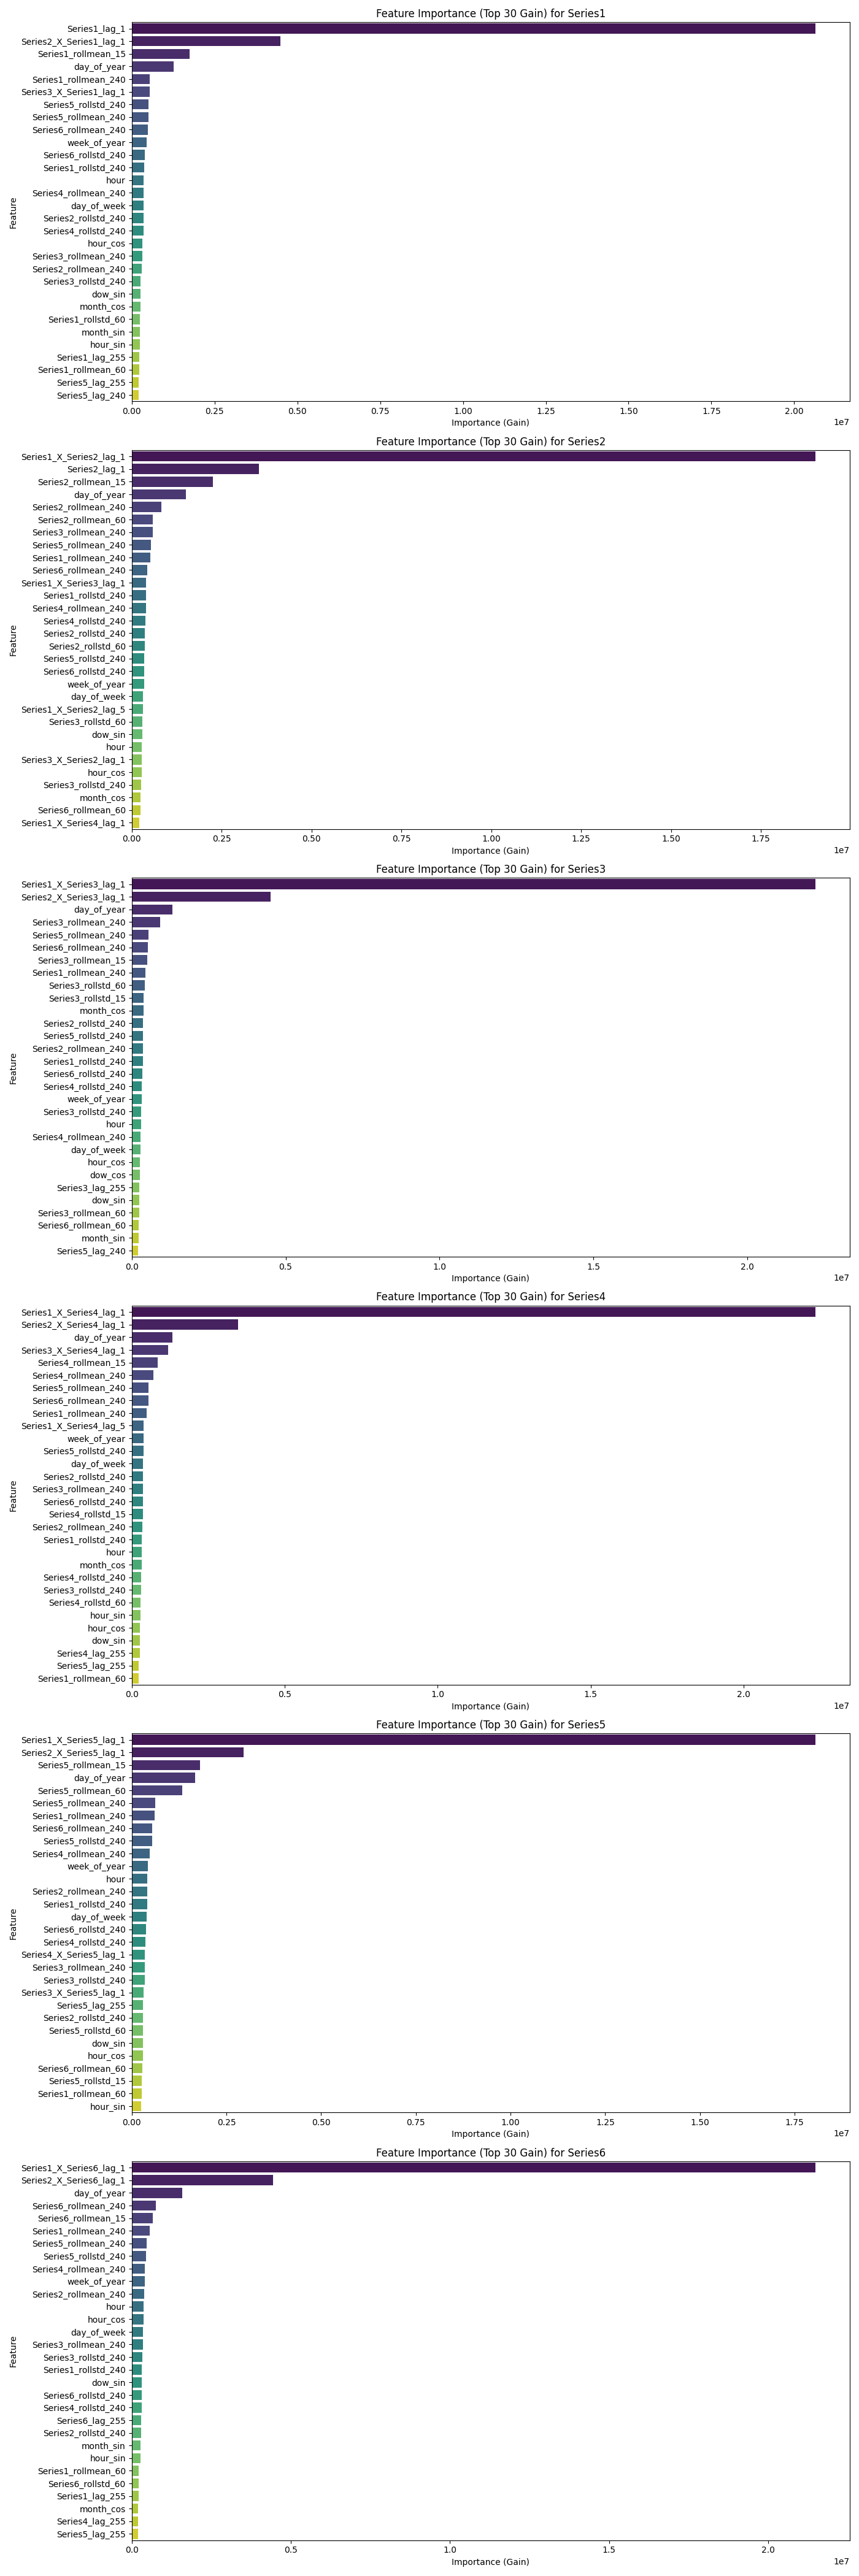 Feature Importance (Top 30 Gain) for Series1
Series1_lag_1
Series2_X_Series1_lag_1
Series1_rollmean_15
day_of_year
Series1_rollmean_240
Series3_X_Series1_lag_1
Series5_rollstd_240
Series5_rollmean_240
Series6_rollmean_240
week_of_year
Series6_rollstd_240
Series1_rollstd_240
hour
Series4_rollmean_240
day_of_week
Series2_rollstd_240
Series4_rollstd_240
hour_cos
Series3_rollmean_240
Series2_rollmean_240
Series3_rollstd_240
dow_sin
month_cos
Series1_rollstd_60
month_sin
hour_sin
Series1_lag_255
Series1_rollmean_60
Series5_lag_255
Series5_lag_240
Feature
0.00 0.25 0.50 0.75 1.00 1.25 1.50 1.75 2.00
Importance (Gain)
1e7
Feature Importance (Top 30 Gain) for Series2
Series1_X_Series2_lag_1
Series2_lag_1
Series2_rollmean_15
day_of_year
Series2_rollmean_240
Series2_rollmean_60
Series3_rollmean_240
Series5_rollmean_240
Series1_rollmean_240
Series6_rollmean_240
Series1_X_Series3_lag_1
Series1_rollstd_240
Series4_rollmean_240
Series4_rollstd_240
Series2_rollstd_240
Series2_rollstd_60
Series5_rollstd_240
Series6_rollstd_240
week_of_year
day_of_week
Series1_X_Series2_lag_5
Series3_rollstd_60
dow_sin
hour
Series3_X_Series2_lag_1
hour_cos
Series3_rollstd_240
month_cos
Series6_rollmean_60
Series1_X_Series4_lag_1
Feature
0.00 0.25 0.50 0.75 1.00 1.25 1.50 1.75
Importance (Gain)
1e7
Feature Importance (Top 30 Gain) for Series3
Series1_X_Series3_lag_1
Series2_X_Series3_lag_1
day_of_year
Series3_rollmean_240
Series5_rollmean_240
Series6_rollmean_240
Series3_rollmean_15
Series1_rollmean_240
Series3_rollstd_60
Series3_rollstd_15
month_cos
Series2_rollstd_240
Series5_rollstd_240
Series2_rollmean_240
Series1_rollstd_240
Series6_rollstd_240
Series4_rollstd_240
week_of_year
Series3_rollstd_240
hour
Series4_rollmean_240
day_of_week
hour_cos
dow_cos
Series3_lag_255
dow_sin
Series3_rollmean_60
Series6_rollmean_60
month_sin
Series5_lag_240
Feature
0.0 0.5 1.0 1.5 2.0
Importance (Gain)
1e7
Feature Importance (Top 30 Gain) for Series4
Series1_X_Series4_lag_1
Series2_X_Series4_lag_1
day_of_year
Series3_X_Series4_lag_1
Series4_rollmean_15
Series4_rollmean_240
Series5_rollmean_240
Series6_rollmean_240
Series1_rollmean_240
Series1_X_Series4_lag_5
week_of_year
Series5_rollstd_240
day_of_week
Series2_rollstd_240
Series3_rollmean_240
Series6_rollstd_240
Series4_rollstd_15
Series2_rollmean_240
Series1_rollstd_240
hour
month_cos
Series4_rollstd_240
Series3_rollstd_240
Series4_rollstd_60
hour_sin
hour_cos
dow_sin
Series4_lag_255
Series5_lag_255
Series1_rollmean_60
Feature
0.0 0.5 1.0 1.5 2.0
Importance (Gain)
1e7
Feature Importance (Top 30 Gain) for Series5
Series1_X_Series5_lag_1
Series2_X_Series5_lag_1
Series5_rollmean_15
day_of_year
Series5_rollmean_60
Series5_rollmean_240
Series1_rollmean_240
Series6_rollmean_240
Series5_rollstd_240
Series4_rollmean_240
week_of_year
hour
Series2_rollmean_240
Series1_rollstd_240
day_of_week
Series6_rollstd_240
Series4_rollstd_240
Series4_X_Series5_lag_1
Series3_rollmean_240
Series3_rollstd_240
Series3_X_Series5_lag_1
Series5_lag_255
Series2_rollstd_240
Series5_rollstd_60
dow_sin
hour_cos
Series6_rollmean_60
Series5_rollstd_15
Series1_rollmean_60
hour_sin
Feature
0.00 0.25 0.50 0.75 1.00 1.25 1.50 1.75
Importance (Gain)
1e7
Feature Importance (Top 30 Gain) for Series6
Series1_X_Series6_lag_1
Series2_X_Series6_lag_1
day_of_year
Series6_rollmean_240
Series6_rollmean_15
Series1_rollmean_240
Series5_rollmean_240
Series5_rollstd_240
Series4_rollmean_240
week_of_year
Series2_rollmean_240
hour
hour_cos
day_of_week
Series3_rollmean_240
Series3_rollstd_240
Series1_rollstd_240
dow_sin
Series6_rollstd_240
Series4_rollstd_240
Series6_lag_255
Series2_rollstd_240
month_sin
hour_sin
Series1_rollmean_60
Series6_rollstd_60
Series1_lag_255
month_cos
Series4_lag_255
Series5_lag_255
Feature
0.0 0.5 1.0 1.5 2.0
Importance (Gain)
1e7